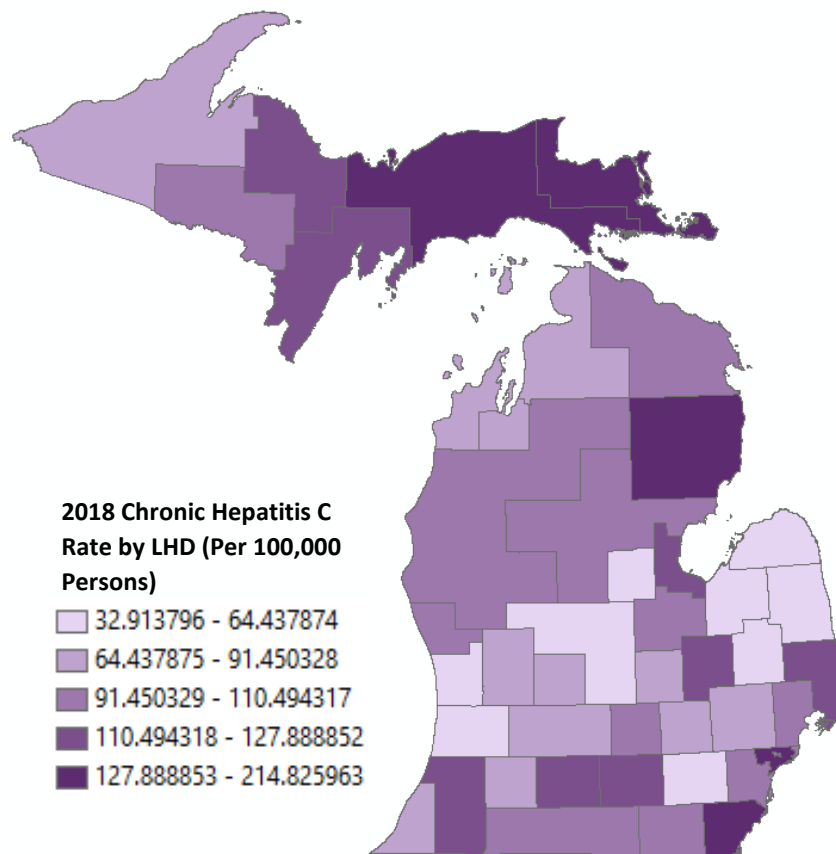 2018 Chronic Hepatitis C
Rate by LHD (Per 100,000
Persons)
32.913796 - 64.437874
64.437875 - 91.450328
91.450329 - 110.494317
110.494318 - 127.888852
127.888853 - 214.825963